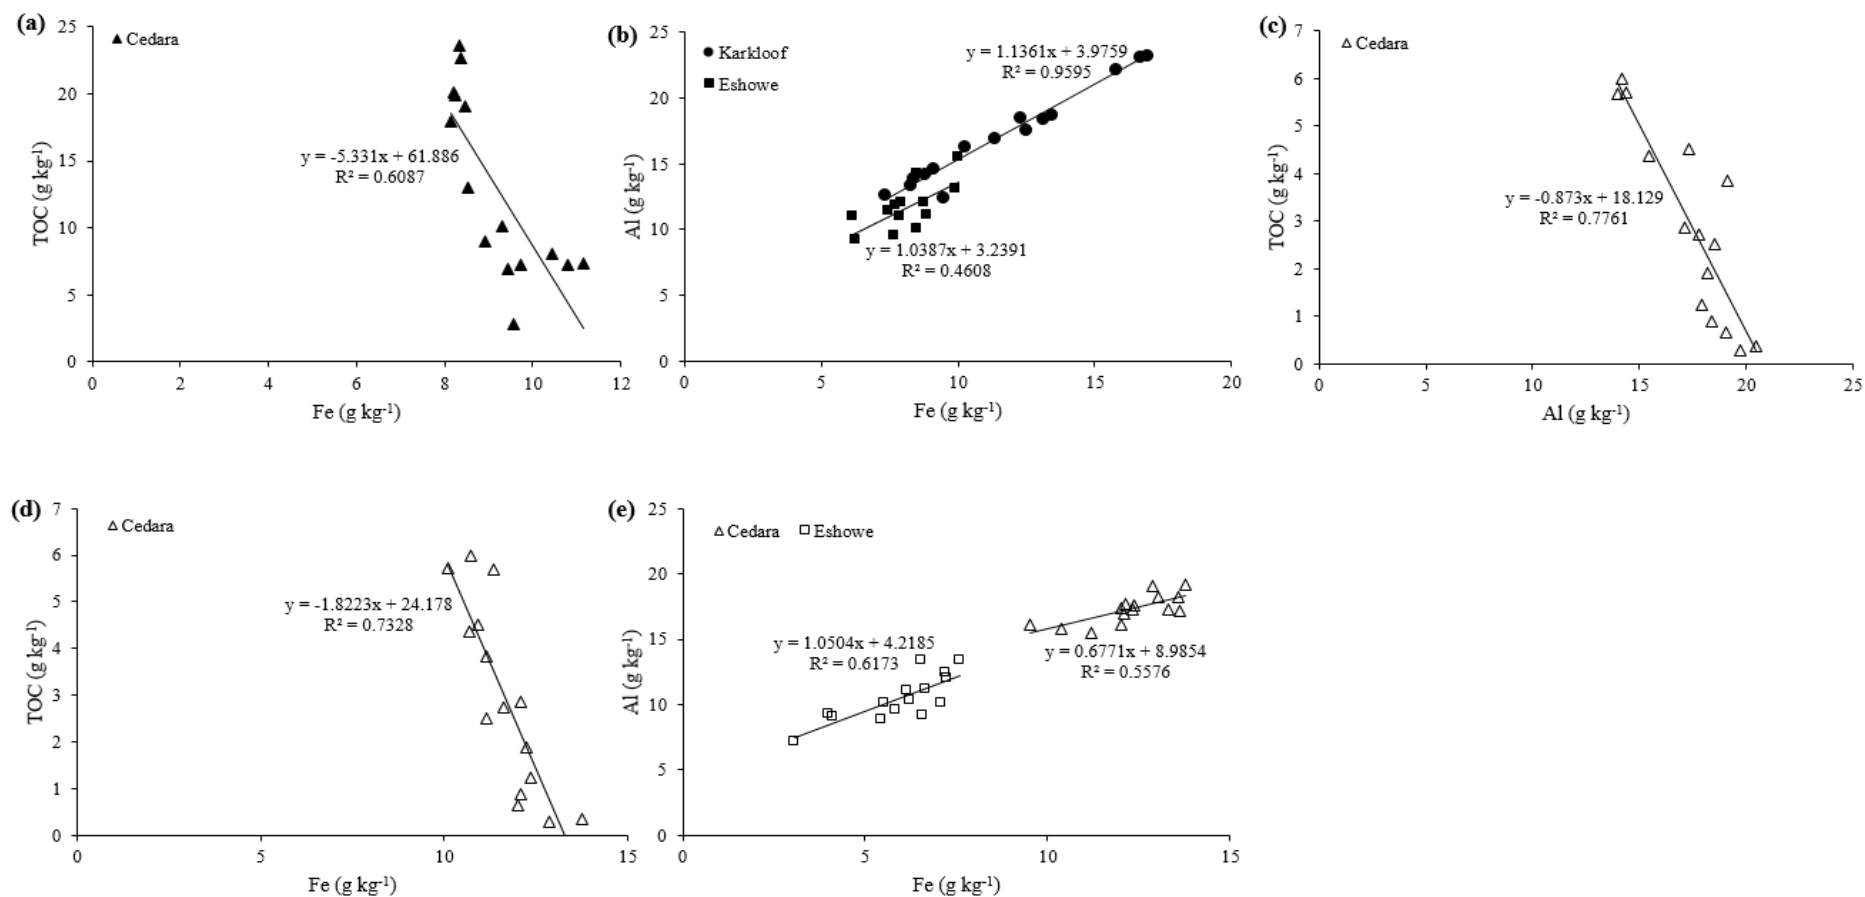 (a)
▲ Cedara
25
20
15
10
5
0
TOC (g kg⁻¹)
y = -5.331x + 61.886
R² = 0.6087
0 2 4 6 8 10 12
Fe (g kg⁻¹)
(b)
● Karkloof
■ Eshowe
25
20
15
10
5
0
Al (g kg⁻¹)
y = 1.1361x + 3.9759
R² = 0.9595
y = 1.0387x + 3.2391
R² = 0.4608
0 5 10 15 20
Fe (g kg⁻¹)
(c)
△ Cedara
7
6
5
4
3
2
1
0
TOC (g kg⁻¹)
y = -0.873x + 18.129
R² = 0.7761
0 5 10 15 20 25
Al (g kg⁻¹)
(d)
△ Cedara
7
6
5
4
3
2
1
0
TOC (g kg⁻¹)
y = -1.8223x + 24.178
R² = 0.7328
0 5 10 15
Fe (g kg⁻¹)
(e)
△ Cedara □ Eshowe
25
20
15
10
5
0
Al (g kg⁻¹)
y = 1.0504x + 4.2185
R² = 0.6173
y = 0.6771x + 8.9854
R² = 0.5576
0 5 10 15
Fe (g kg⁻¹)